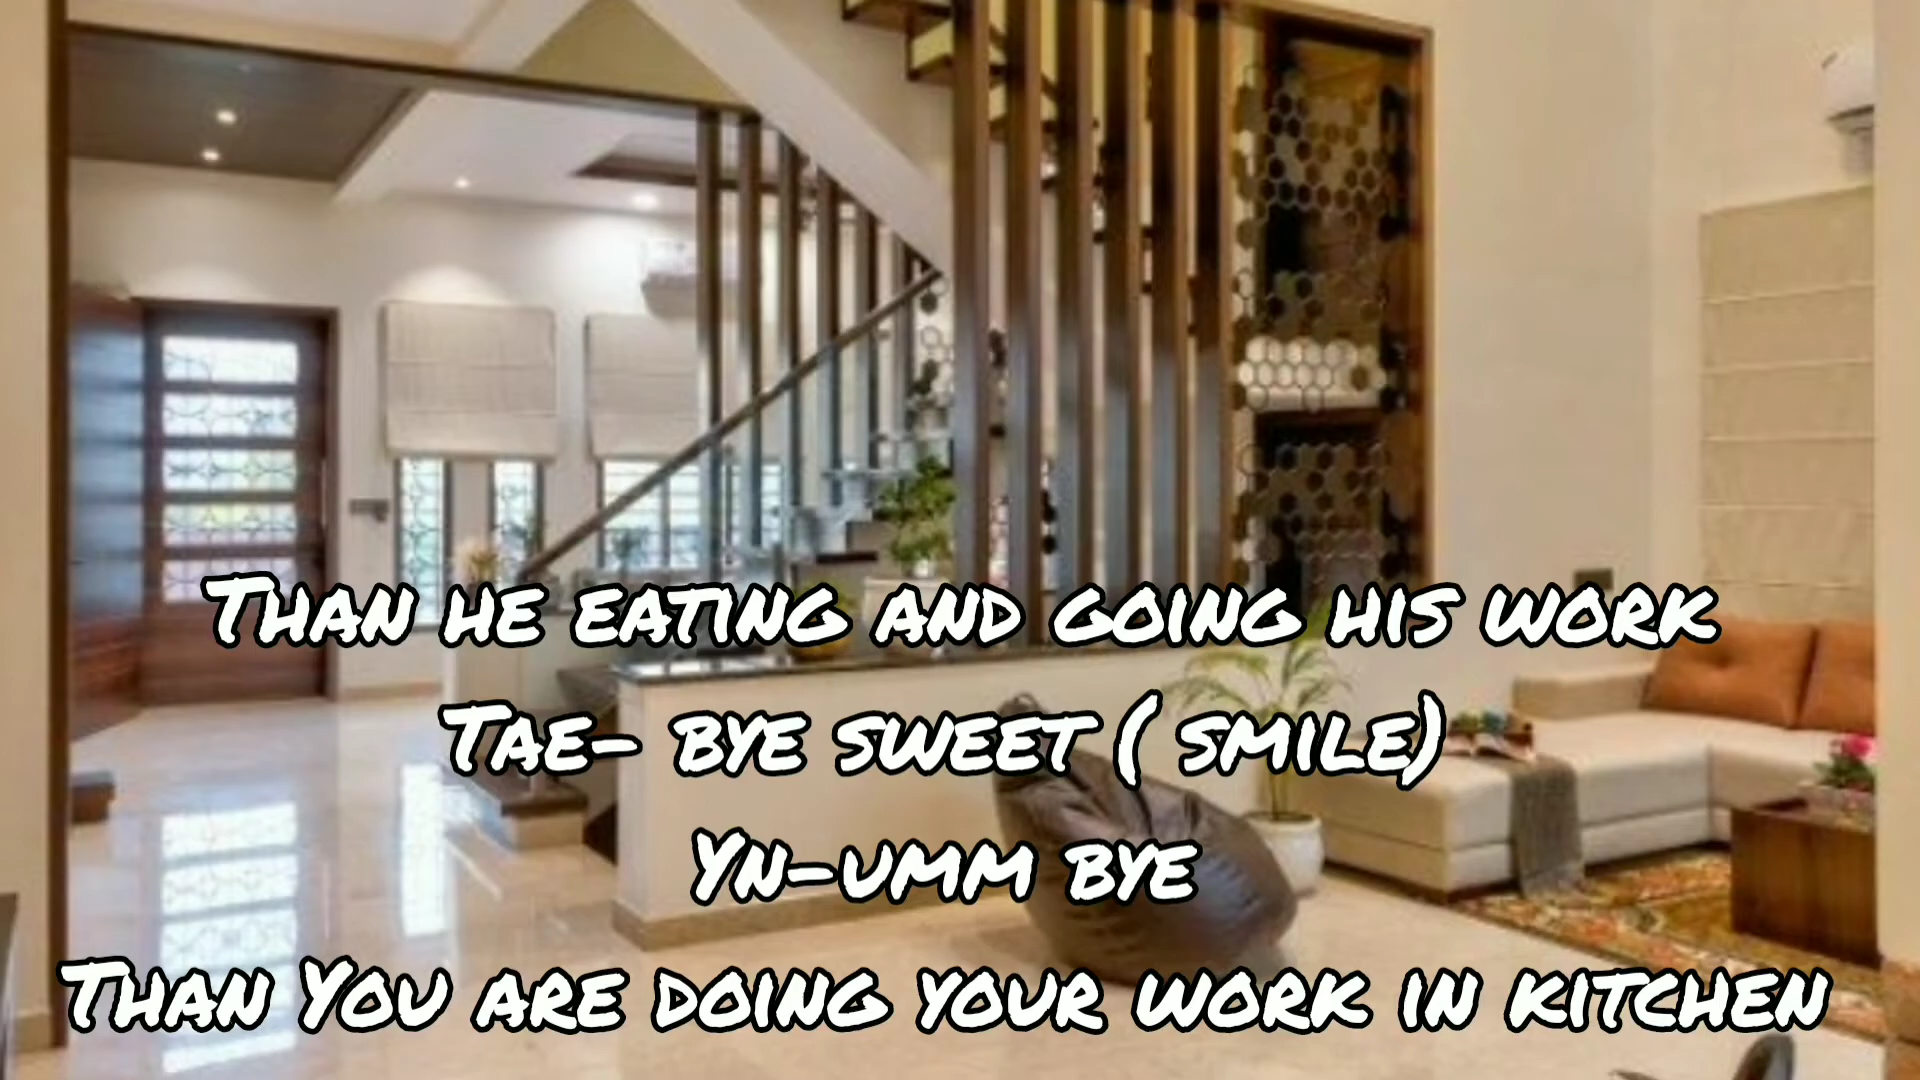 Than he eating and going his work
Tae- bye sweet ( smile)
Yn-umm bye
Than You are doing your work in kitchen